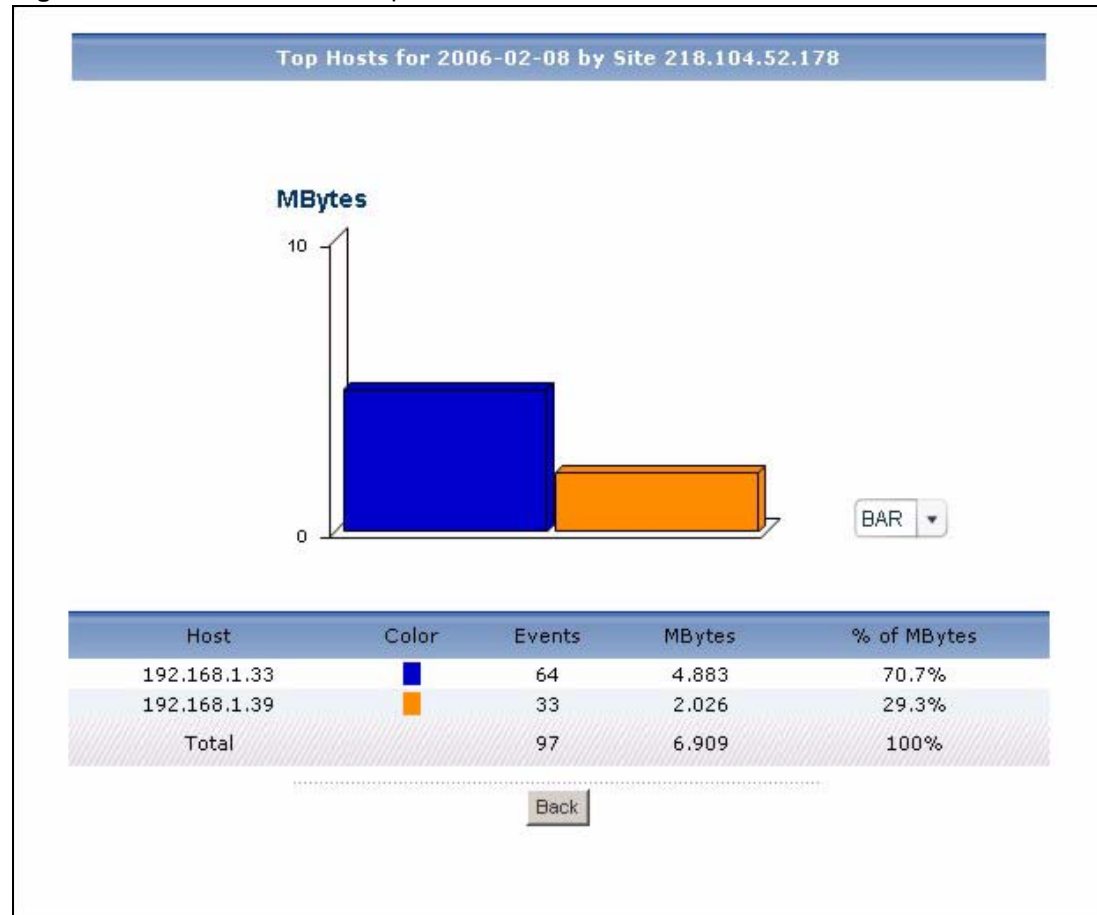 Top Hosts for 2006-02-08 by Site 218.104.52.178
MBytes
10
0
BAR
Host Color Events MBytes % of MBytes
192.168.1.33 64 4.883 70.7%
192.168.1.39 33 2.026 29.3%
Total 97 6.909 100%
Back